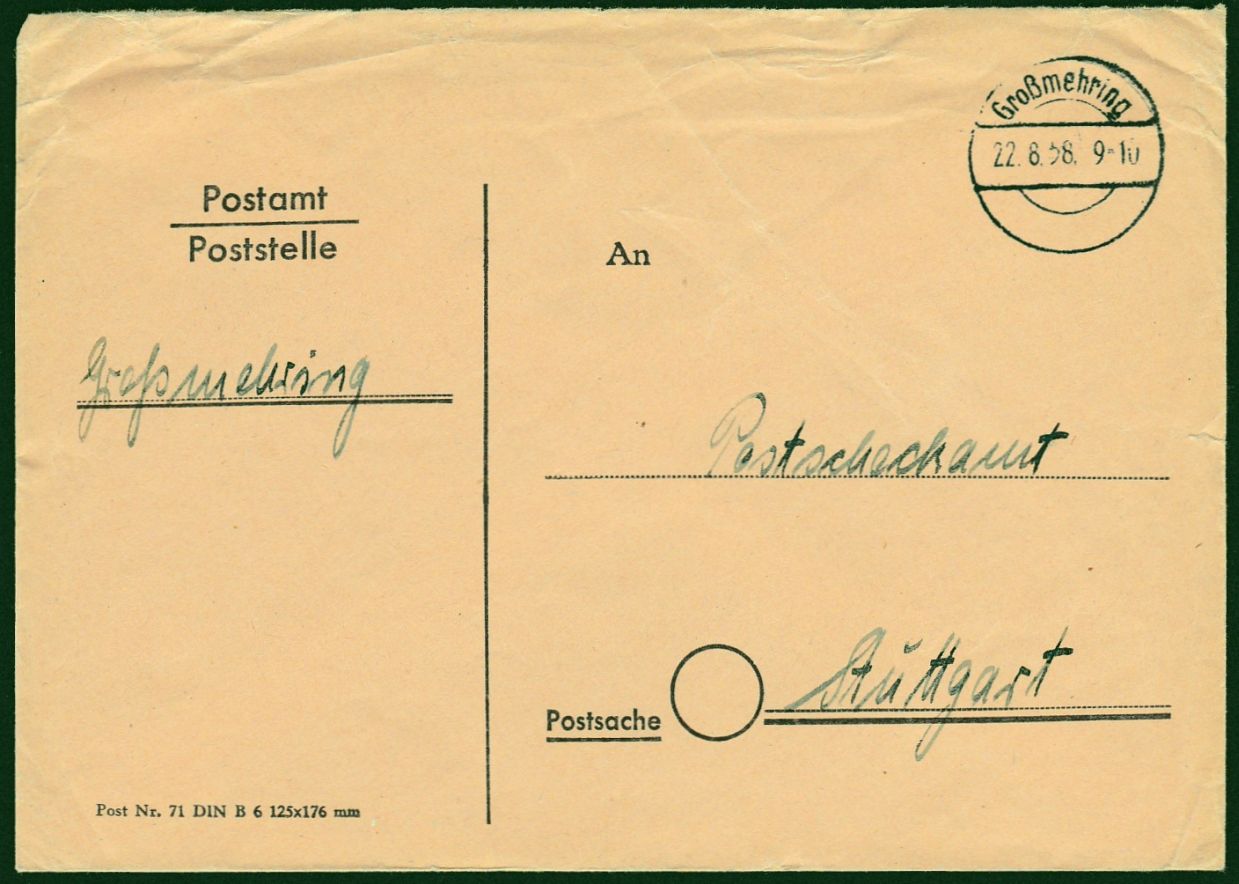 Großmehring
22. 8. 58. 9-10
Postamt
Poststelle
An
Großmehring
Postscheckamt
Stuttgart
Postsache
Post Nr. 71 DIN B 6 125x176 mm